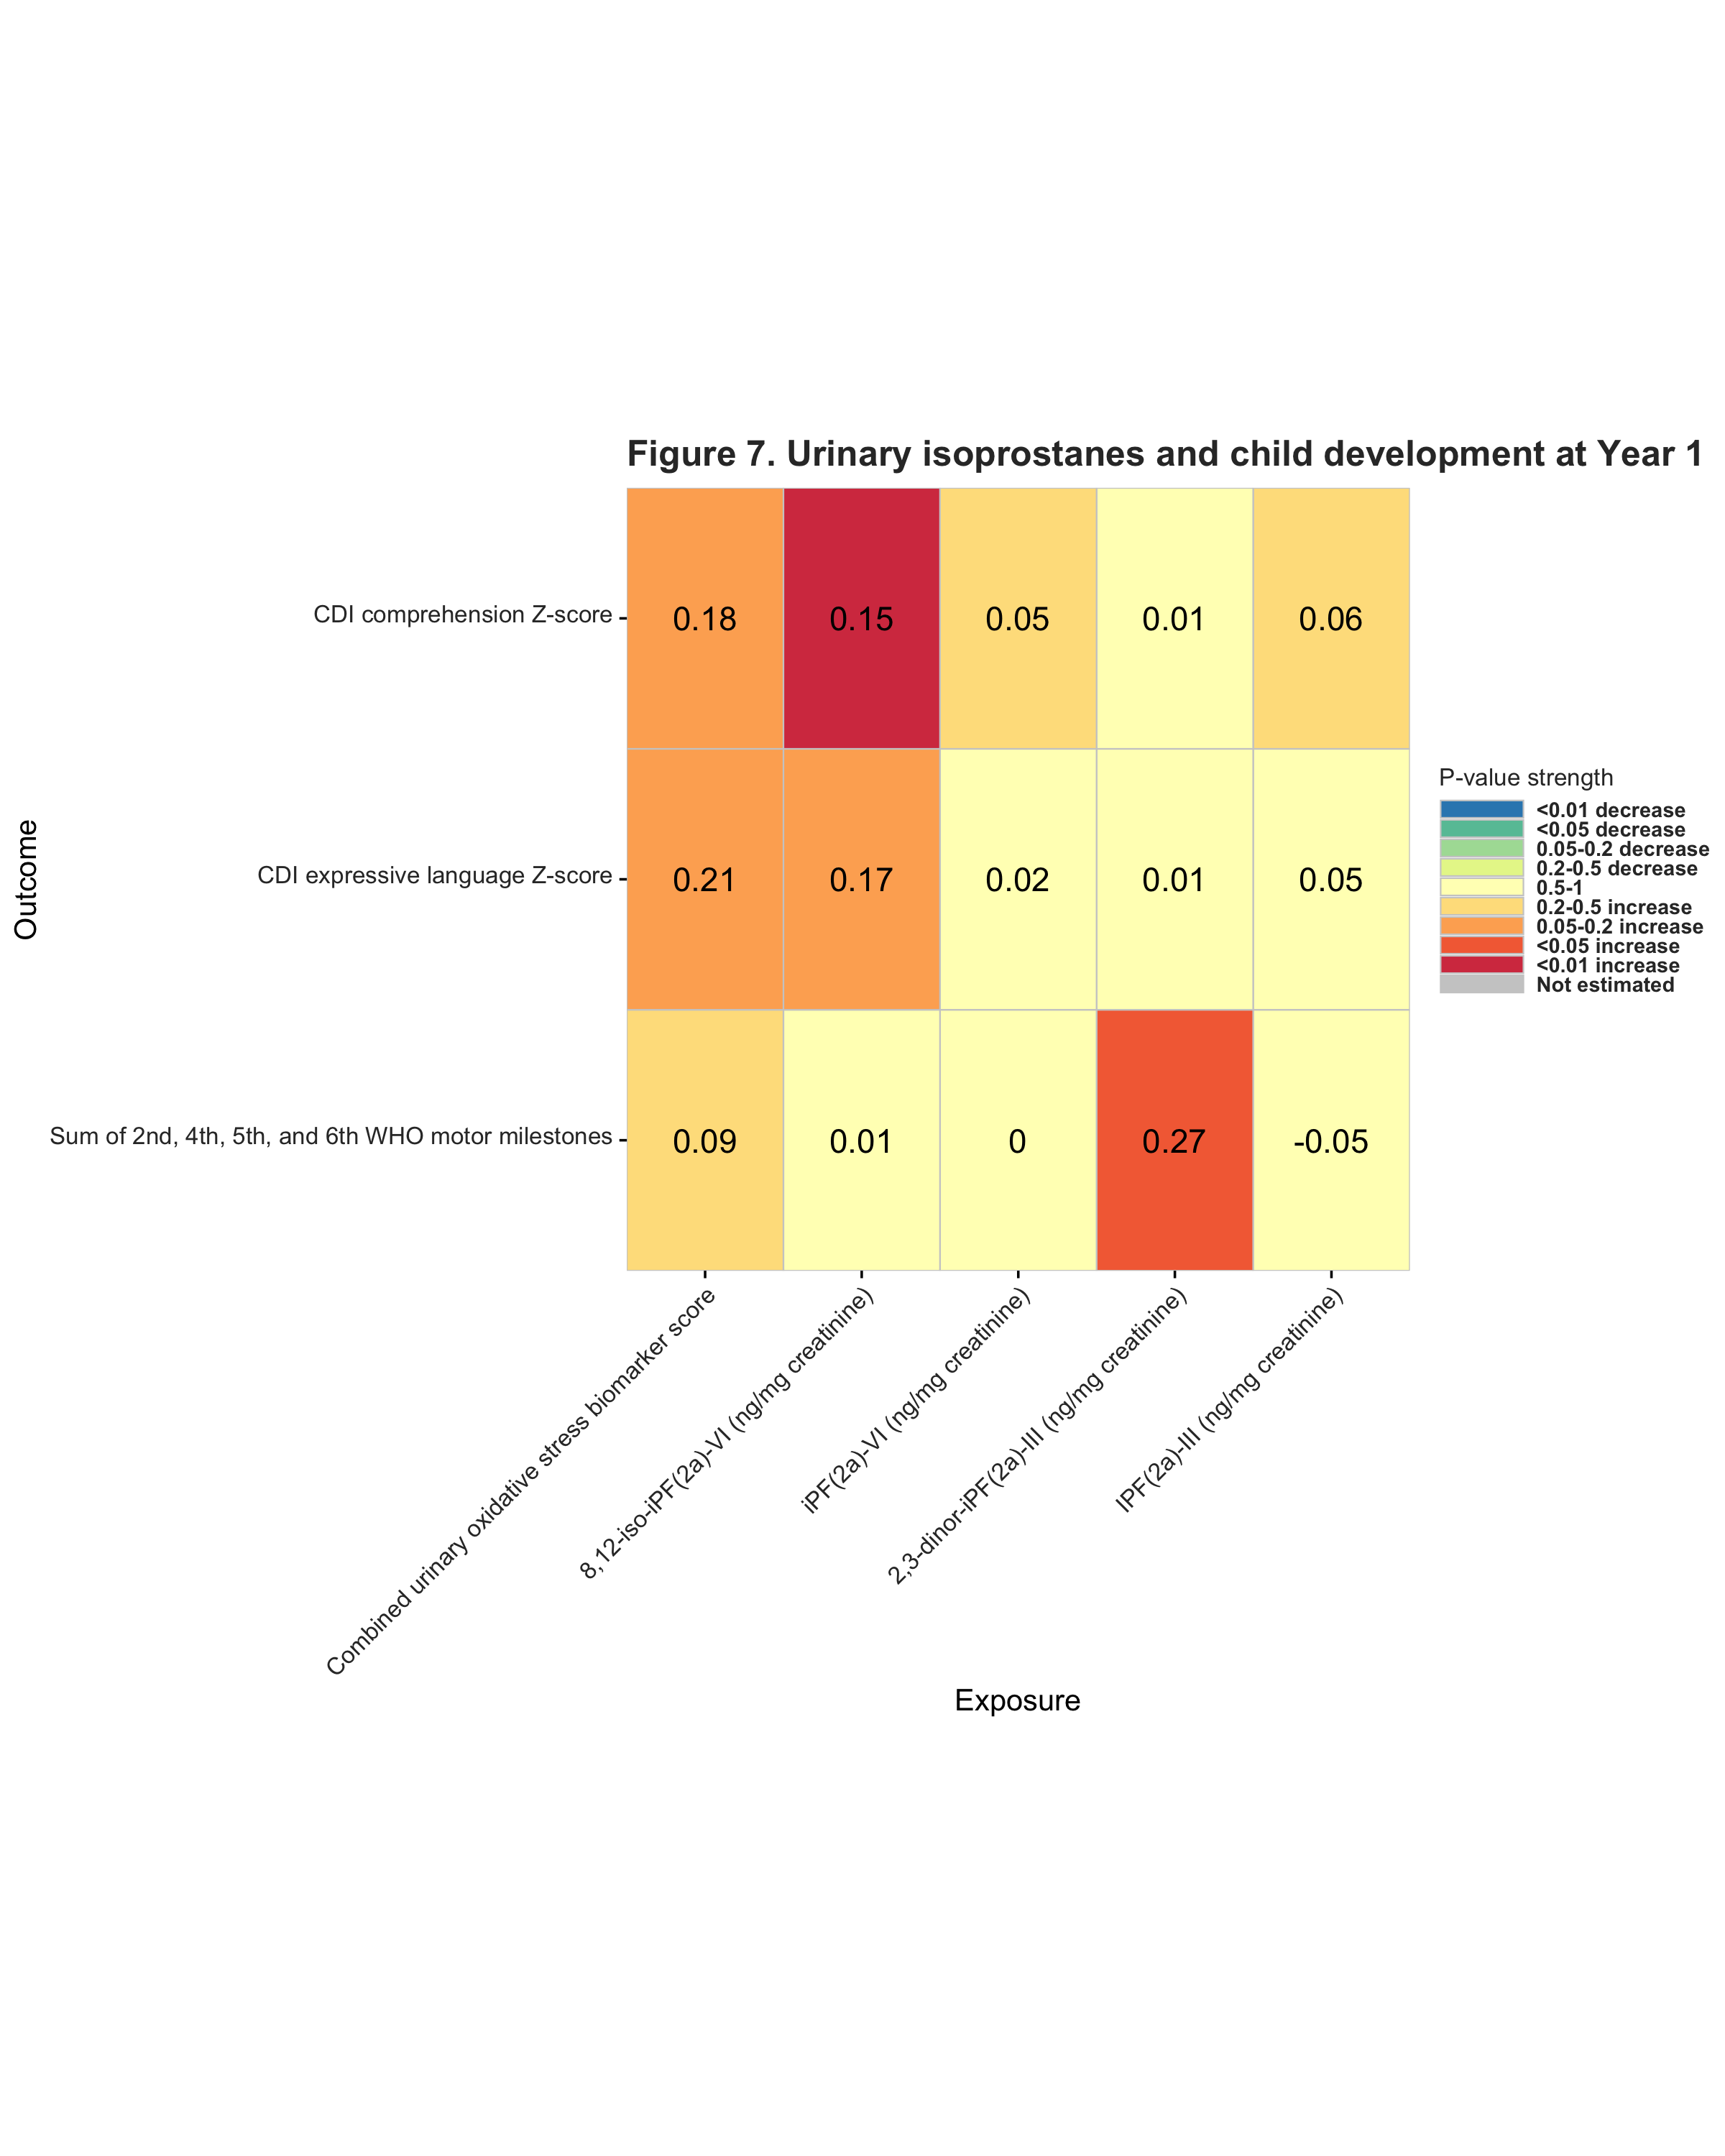 Figure 7. Urinary isoprostanes and child development at Year 1
CDI comprehension Z-score
0.18 0.15 0.05 0.01 0.06
CDI expressive language Z-score
0.21 0.17 0.02 0.01 0.05
Sum of 2nd, 4th, 5th, and 6th WHO motor milestones
0.09 0.01 0 0.27 -0.05
Outcome
Combined urinary oxidative stress biomarker score
8,12-iso-iPF(2a)-VI (ng/mg creatinine)
iPF(2a)-VI (ng/mg creatinine)
2,3-dinor-iPF(2a)-III (ng/mg creatinine)
IPF(2a)-III (ng/mg creatinine)
Exposure
P-value strength
<0.01 decrease
<0.05 decrease
0.05-0.2 decrease
0.2-0.5 decrease
0.5-1
0.2-0.5 increase
0.05-0.2 increase
<0.05 increase
<0.01 increase
Not estimated